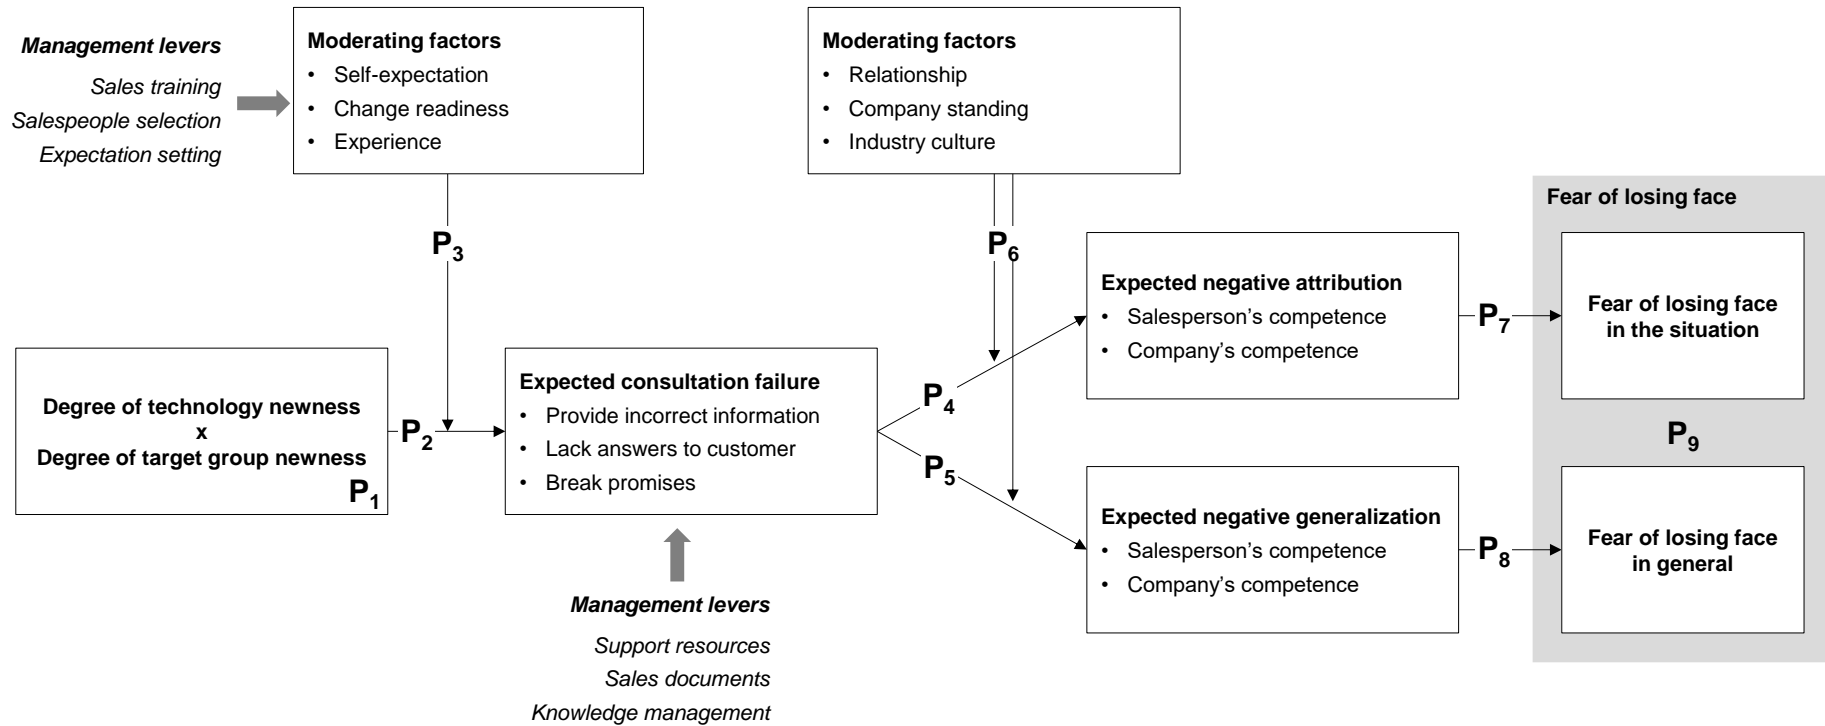 Management levers
Sales training
Salespeople selection
Expectation setting
Moderating factors
• Self-expectation
• Change readiness
• Experience
Moderating factors
• Relationship
• Company standing
• Industry culture
P3
P6
Degree of technology newness
x
Degree of target group newness
P1
P2
Expected consultation failure
• Provide incorrect information
• Lack answers to customer
• Break promises
Management levers
Support resources
Sales documents
Knowledge management
P4
P5
Expected negative attribution
• Salesperson’s competence
• Company’s competence
Expected negative generalization
• Salesperson’s competence
• Company’s competence
P7
P8
Fear of losing face
Fear of losing face
in the situation
P9
Fear of losing face
in general